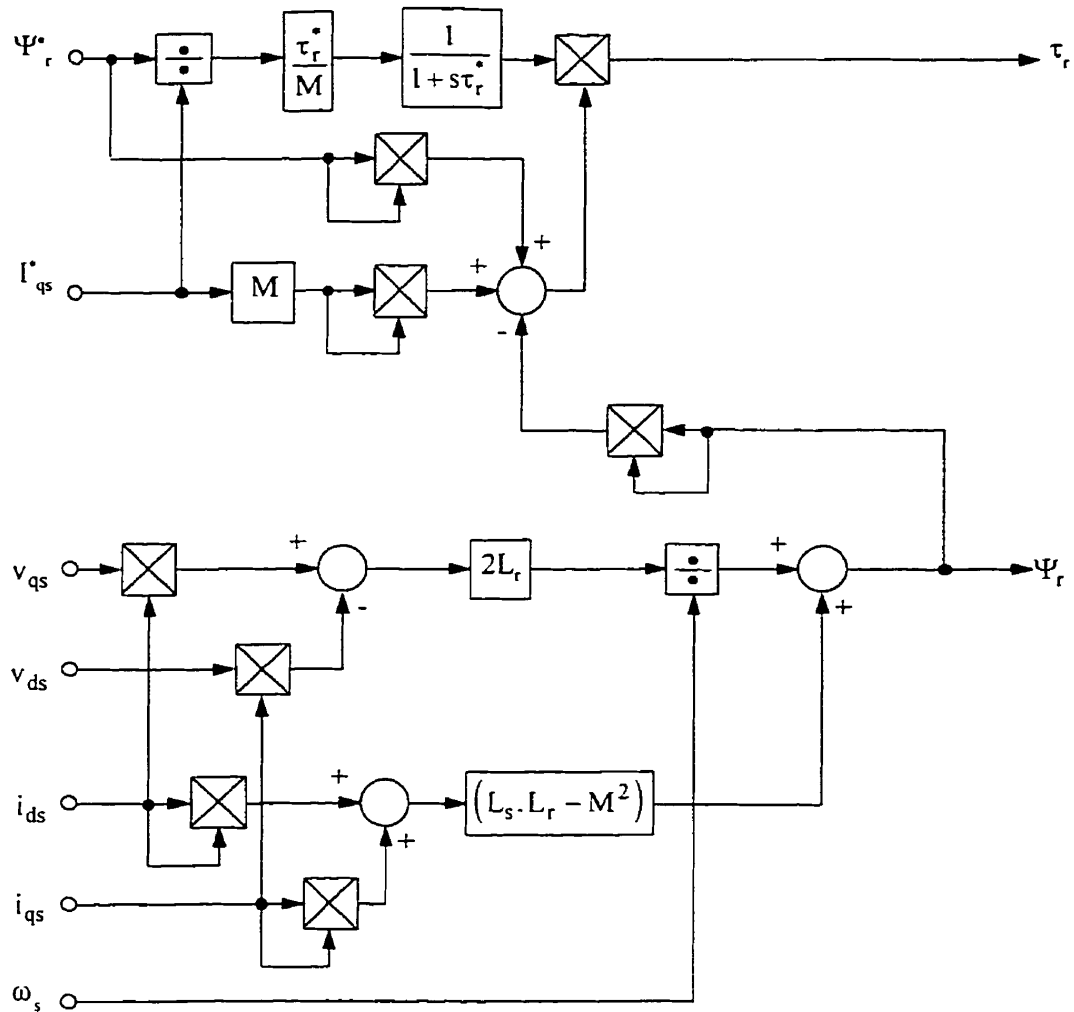 Ψ*r ÷ τ*r/M 1/(1 + sτ*r) τr
+
I*qs M +
-
vqs + 2Lr ÷ + Ψr
- +
vds
ids + (Ls.Lr − M²)
+
iqs
ωs